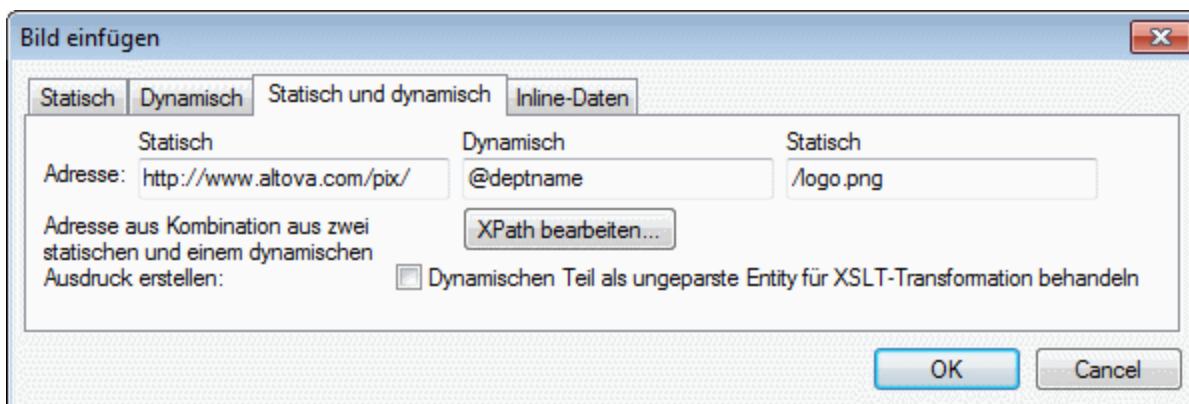 Bild einfügen
Statisch Dynamisch Statisch und dynamisch Inline-Daten
Statisch Dynamisch Statisch
Adresse: http://www.altova.com/pix/ @deptname /logo.png
Adresse aus Kombination aus zwei
statischen und einem dynamischen
Ausdruck erstellen:
XPath bearbeiten...
Dynamischen Teil als ungeparste Entity für XSLT-Transformation behandeln
OK Cancel